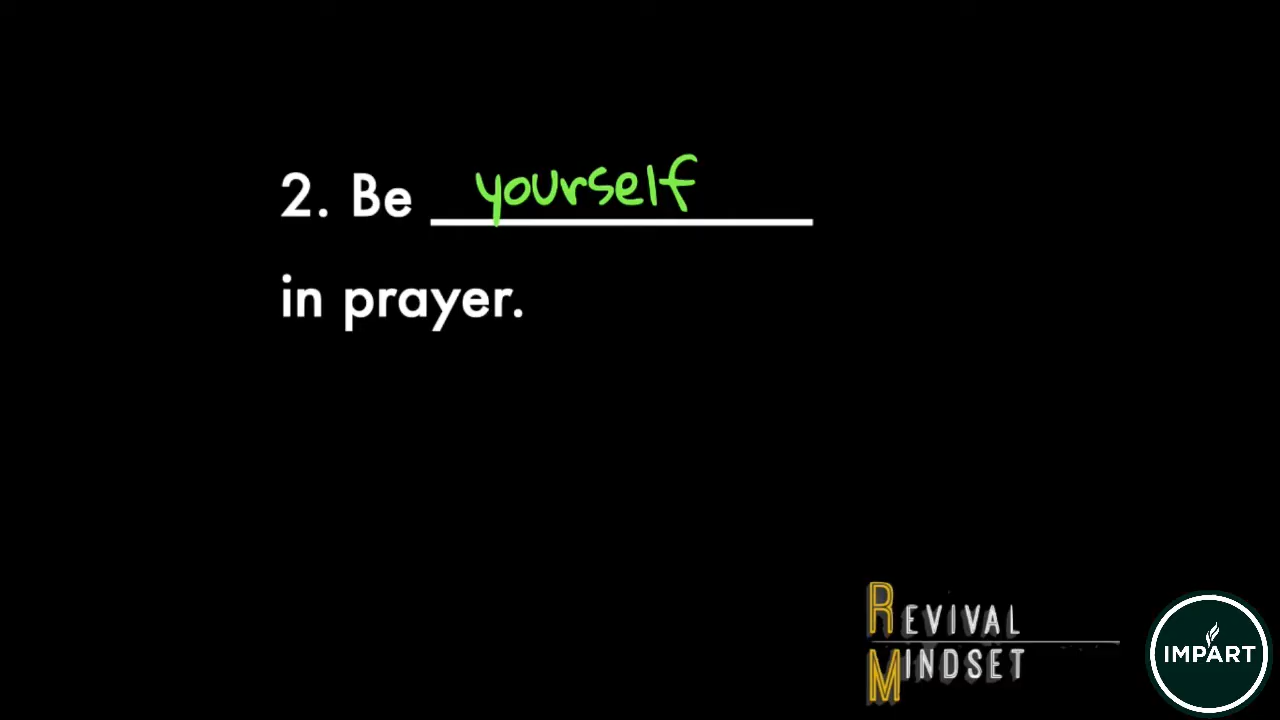 2. Be yourself
in prayer.
REVIVAL
MINDSET
IMPART